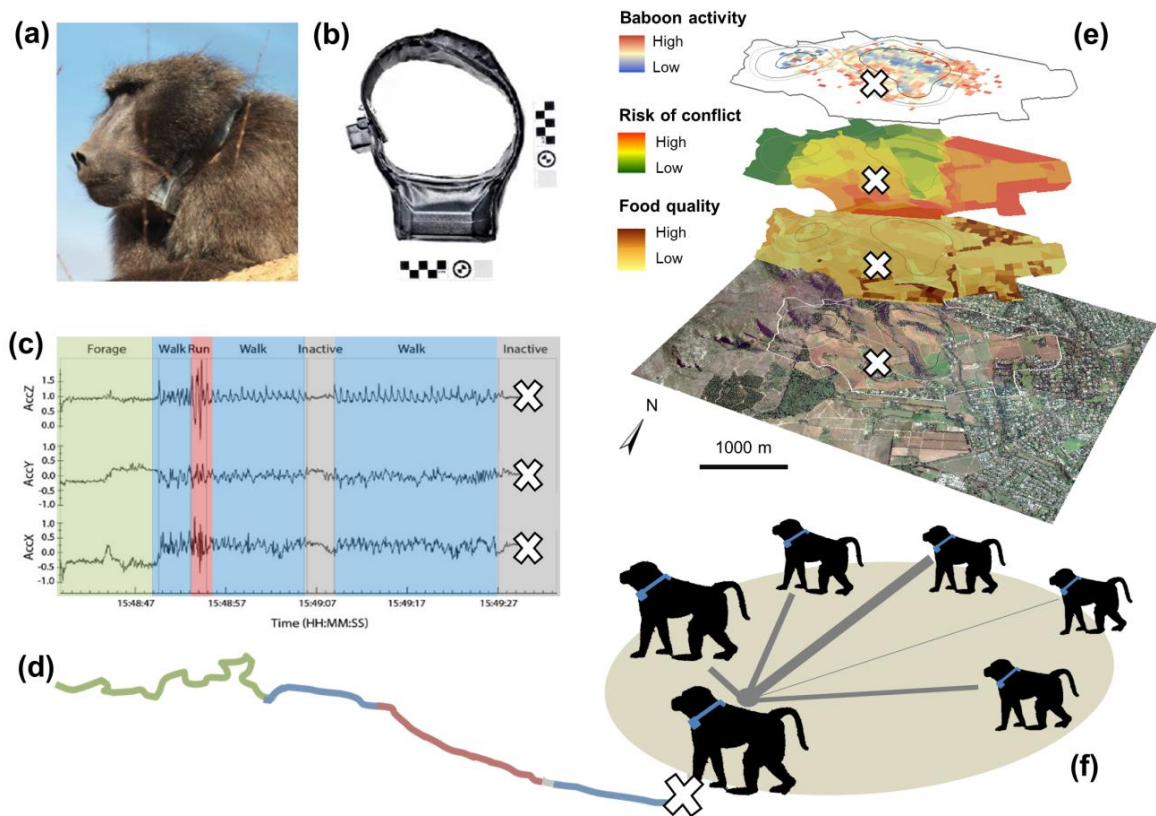 (a)
(b)
(c)
Forage Walk Run Walk Inactive Walk Inactive
AccZ
1.5
1.0
0.5
0.0
AccY
1.0
0.5
0.0
-0.5
AccX
1.0
0.5
0.0
-0.5
-1.0
15:48:47 15:48:57 15:49:07 15:49:17 15:49:27
Time (HH:MM:SS)
(d)
(e)
Baboon activity
High
Low
Risk of conflict
High
Low
Food quality
High
Low
N
1000 m
(f)